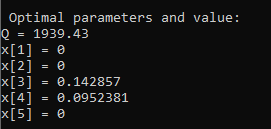 Optimal parameters and value:
Q = 1939.43
x[1] = 0
x[2] = 0
x[3] = 0.142857
x[4] = 0.0952381
x[5] = 0